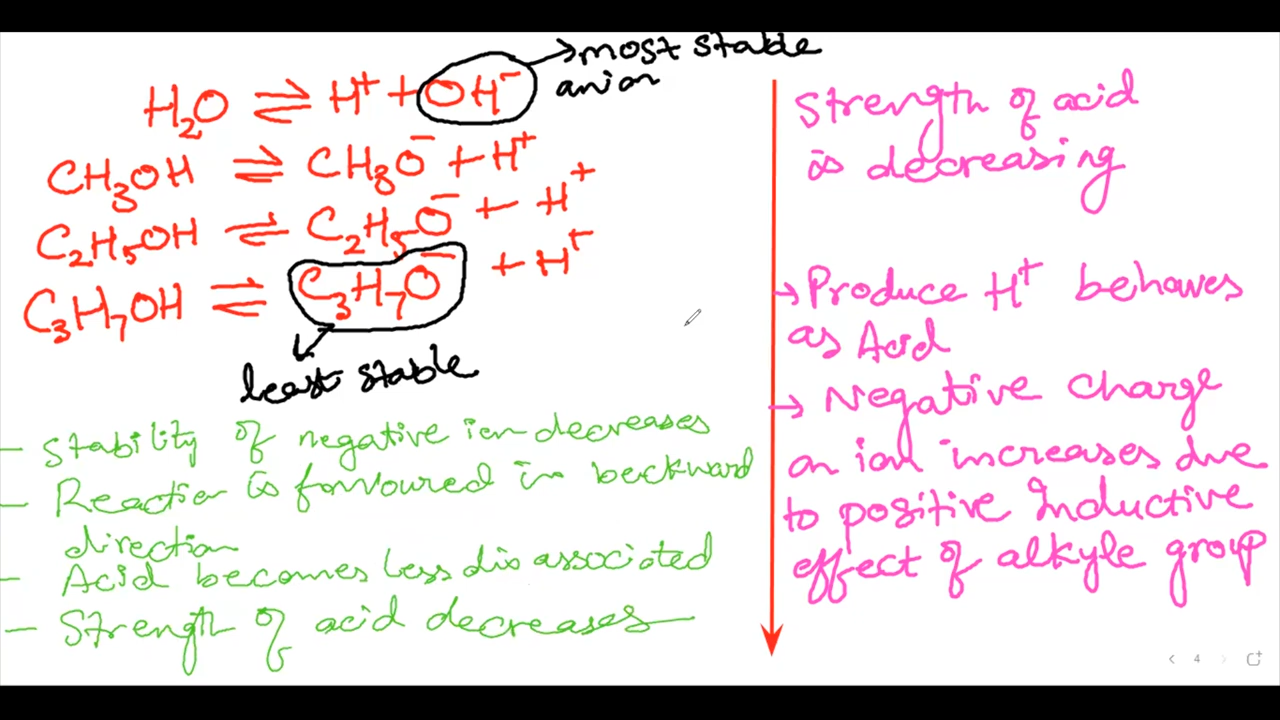 most stable
anion
H₂O ⇌ H⁺ + OH⁻
CH₃OH ⇌ CH₃O⁻ + H⁺
C₂H₅OH ⇌ C₂H₅O⁻ + H⁺
C₃H₇OH ⇌ C₃H₇O⁻ + H⁺
least stable
- Stability of negative ion decreases
- Reaction is favoured in backward
direction
- Acid becomes less dis associated
- Strength of acid decreases
Strength of acid
is decreasing
→ Produce H⁺ behaves
as Acid
→ Negative charge
on ion increases due
to positive Inductive
effect of alkyle group
4